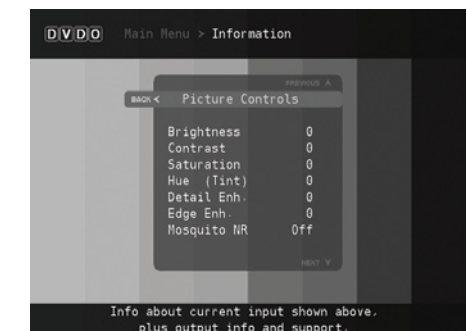 DVDO Main Menu > Information
PREVIOUS ʌ
BACK < Picture Controls
Brightness 0
Contrast 0
Saturation 0
Hue (Tint) 0
Detail Enh. 0
Edge Enh. 0
Mosquito NR Off
NEXT v
Info about current input shown above,
plus output info and support.